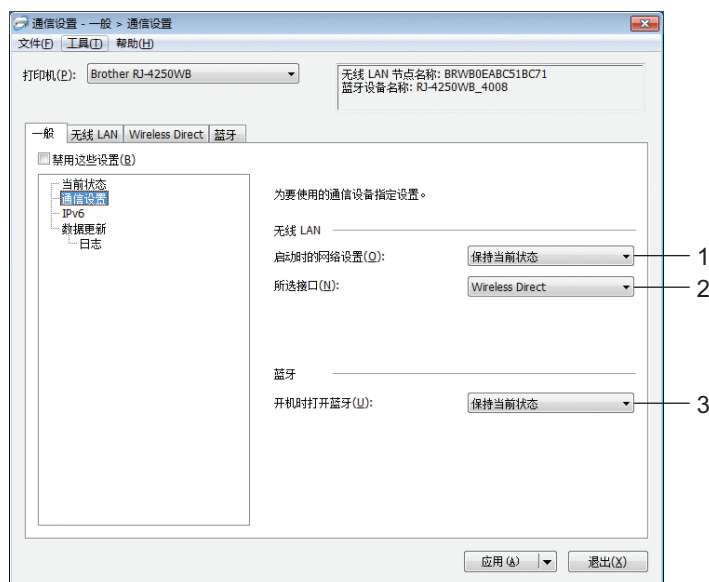 通信设置 - 一般 > 通信设置
文件(F) 工具(T) 帮助(H)
打印机(P): Brother RJ-4250WB
无线 LAN 节点名称: BRWB0EABC51BC71
蓝牙设备名称: RJ-4250WB_4008
一般 无线 LAN Wireless Direct 蓝牙
禁用这些设置(B)
当前状态
通信设置
IPv6
数据更新
日志
为要使用的通信设备指定设置。
无线 LAN
启动时的网络设置(O): 保持当前状态 1
所选接口(N): Wireless Direct 2
蓝牙
开机时打开蓝牙(U): 保持当前状态 3
应用(A) 退出(X)